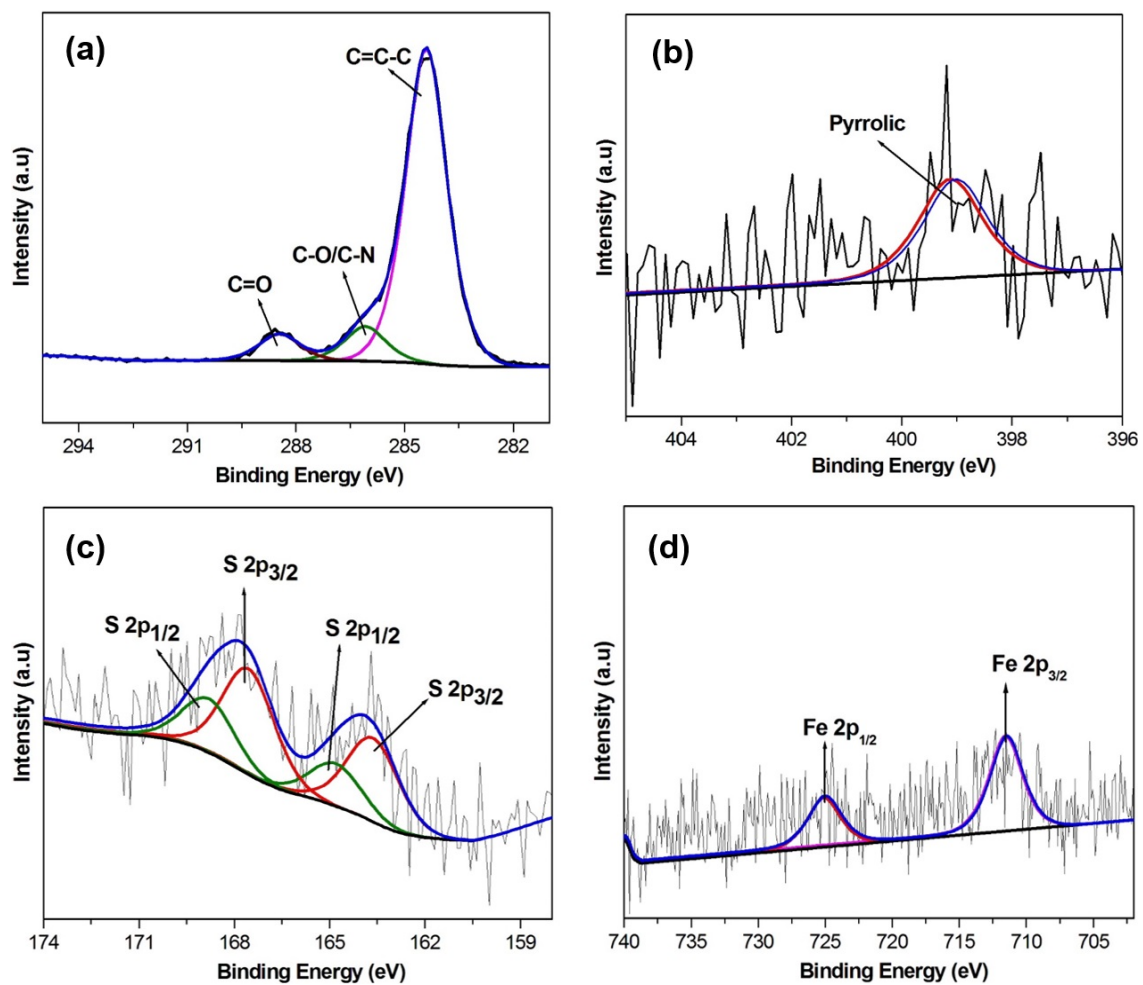 (a)
C=C-C
C-O/C-N
C=O
Intensity (a.u)
294 291 288 285 282
Binding Energy (eV)
(b)
Pyrrolic
Intensity (a.u)
404 402 400 398 396
Binding Energy (eV)
(c)
S 2p3/2
S 2p1/2
S 2p1/2
S 2p3/2
Intensity (a.u)
174 171 168 165 162 159
Binding Energy (eV)
(d)
Fe 2p3/2
Fe 2p1/2
Intensity (a.u)
740 735 730 725 720 715 710 705
Binding Energy (eV)